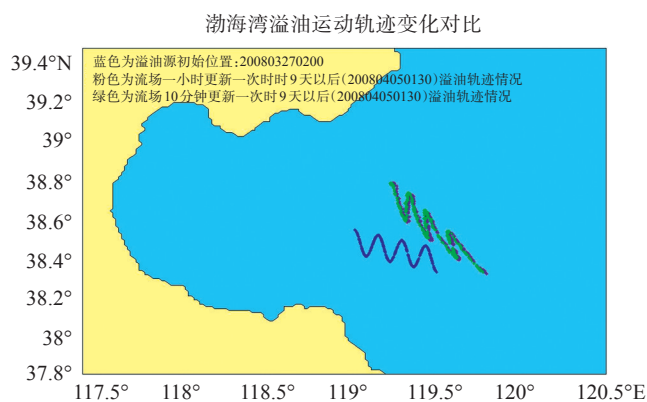 渤海湾溢油运动轨迹变化对比
蓝色为溢油源初始位置:200803270200
粉色为流场一小时更新一次时时9天以后(200804050130)溢油轨迹情况
绿色为流场10分钟更新一次时9天以后(200804050130)溢油轨迹情况
39.4°N
39.2°
39°
38.8°
38.6°
38.4°
38.2°
38°
37.8°
117.5° 118° 118.5° 119° 119.5° 120° 120.5°E